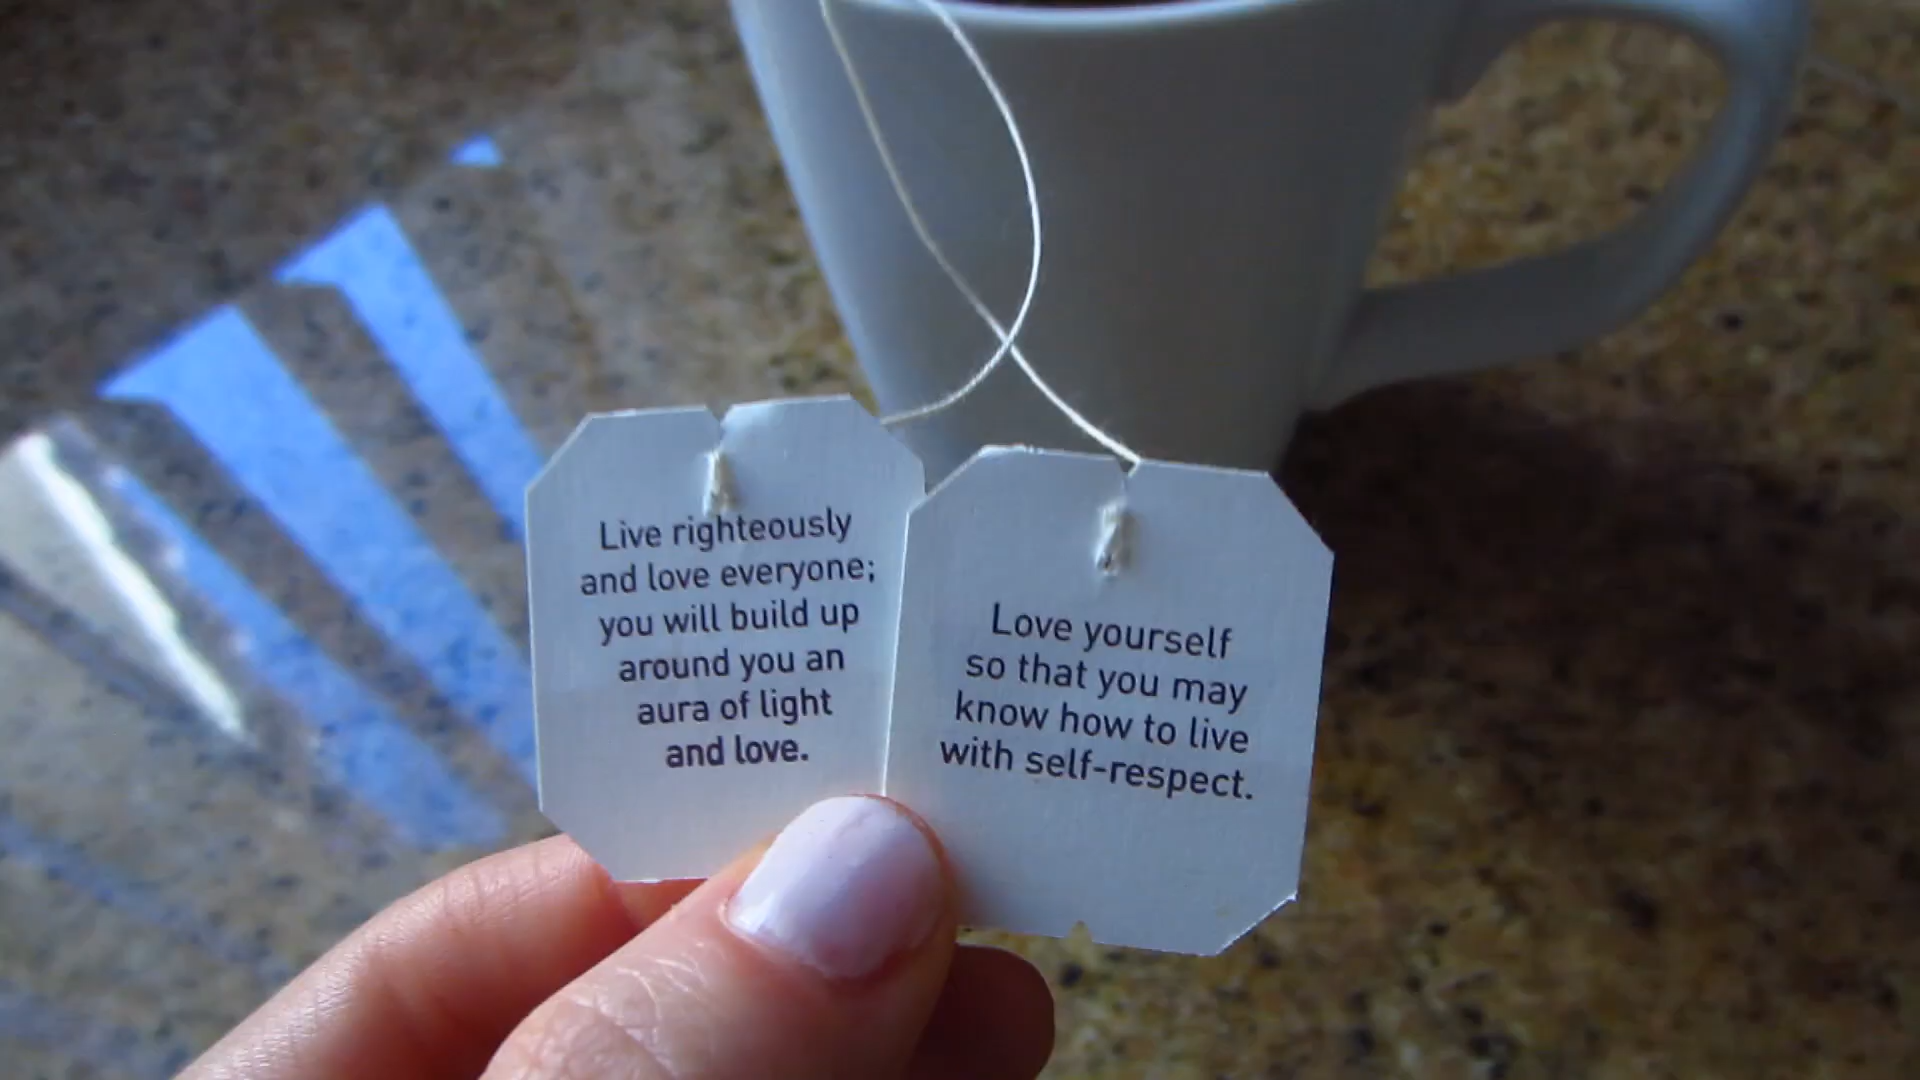 Live righteously
and love everyone;
you will build up
around you an
aura of light
and love.
Love yourself
so that you may
know how to live
with self-respect.